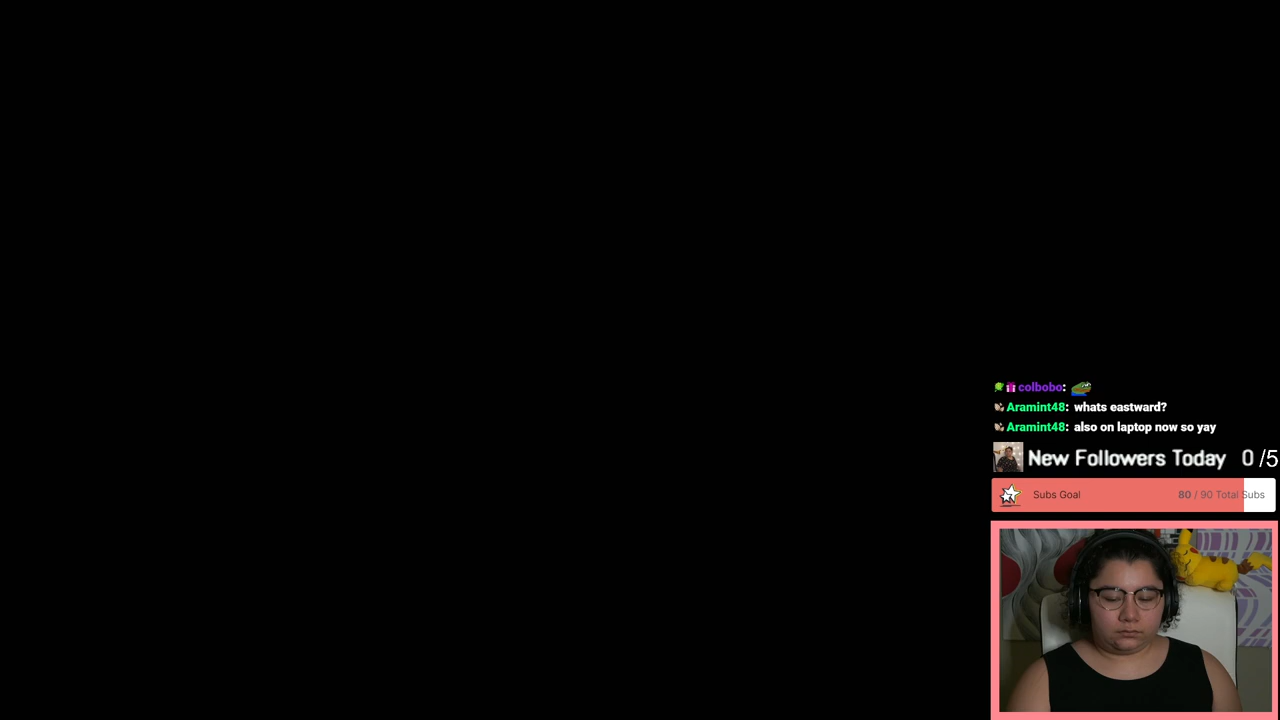 colbobo:
Aramint48: whats eastward?
Aramint48: also on laptop now so yay
New Followers Today 0 /5
Subs Goal 80 / 90 Total Subs